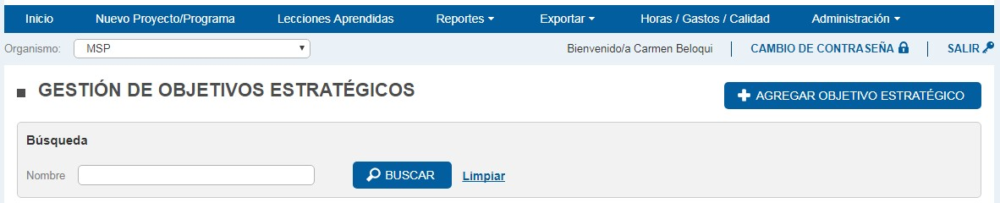 Inicio Nuevo Proyecto/Programa Lecciones Aprendidas Reportes Exportar Horas / Gastos / Calidad Administración
Organismo: MSP Bienvenido/a Carmen Beloqui CAMBIO DE CONTRASEÑA SALIR
GESTIÓN DE OBJETIVOS ESTRATÉGICOS
AGREGAR OBJETIVO ESTRATÉGICO
Búsqueda
Nombre BUSCAR Limpiar